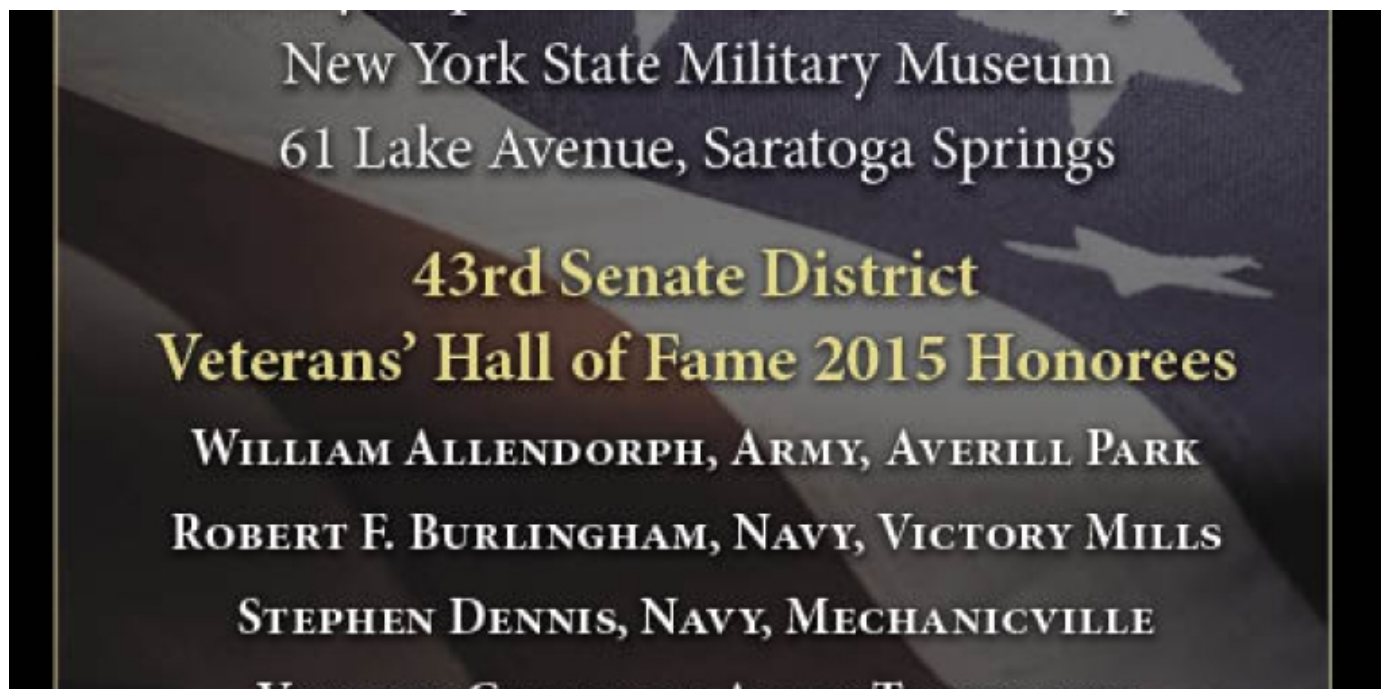 New York State Military Museum
61 Lake Avenue, Saratoga Springs
43rd Senate District
Veterans’ Hall of Fame 2015 Honorees
William Allendorph, Army, Averill Park
Robert F. Burlingham, Navy, Victory Mills
Stephen Dennis, Navy, Mechanicville